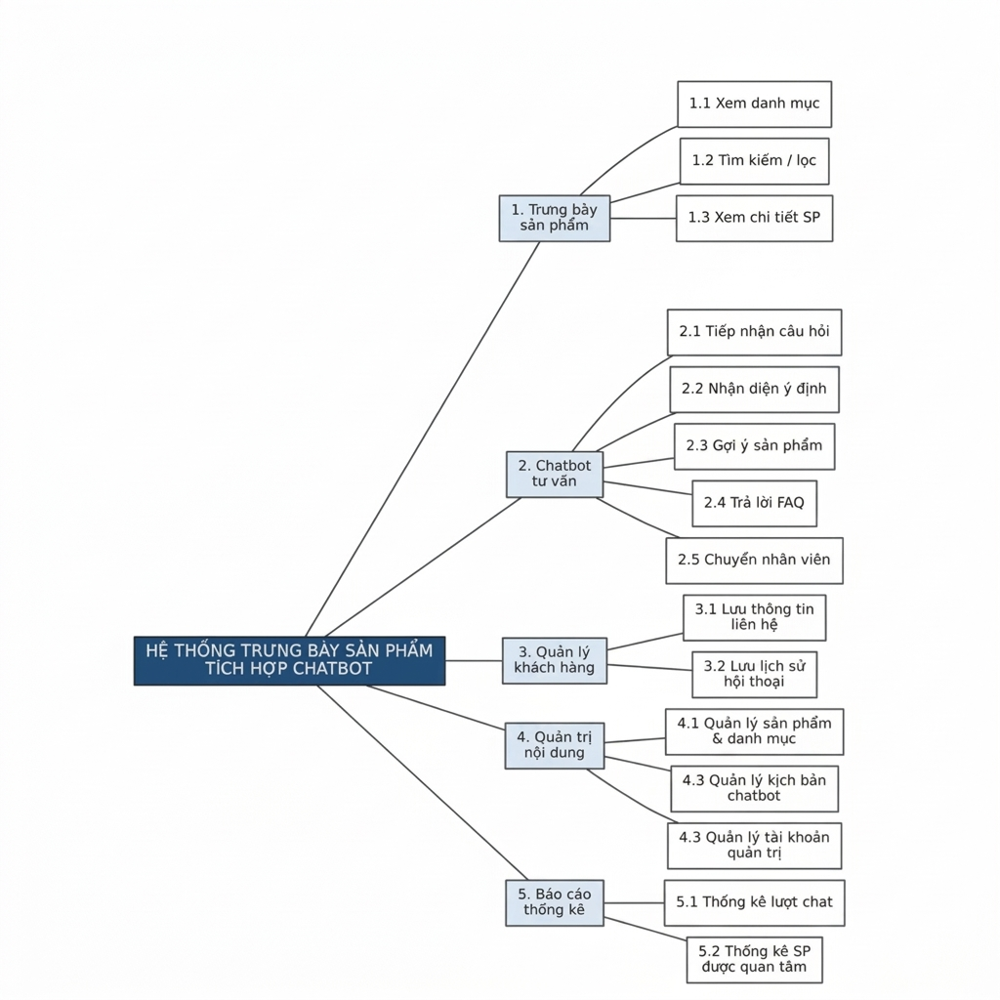 1.1 Xem danh mục
1.2 Tìm kiếm / lọc
1. Trưng bày
sản phẩm
1.3 Xem chi tiết SP
2.1 Tiếp nhận câu hỏi
2.2 Nhận diện ý định
2.3 Gợi ý sản phẩm
2. Chatbot
tư vấn
2.4 Trả lời FAQ
2.5 Chuyển nhân viên
3.1 Lưu thông tin
liên hệ
HỆ THỐNG TRƯNG BÀY SẢN PHẨM
TÍCH HỢP CHATBOT
3. Quản lý
khách hàng
3.2 Lưu lịch sử
hội thoại
4.1 Quản lý sản phẩm
& danh mục
4. Quản trị
nội dung
4.3 Quản lý kịch bản
chatbot
4.3 Quản lý tài khoản
quản trị
5. Báo cáo
thống kê
5.1 Thống kê lượt chat
5.2 Thống kê SP
được quan tâm